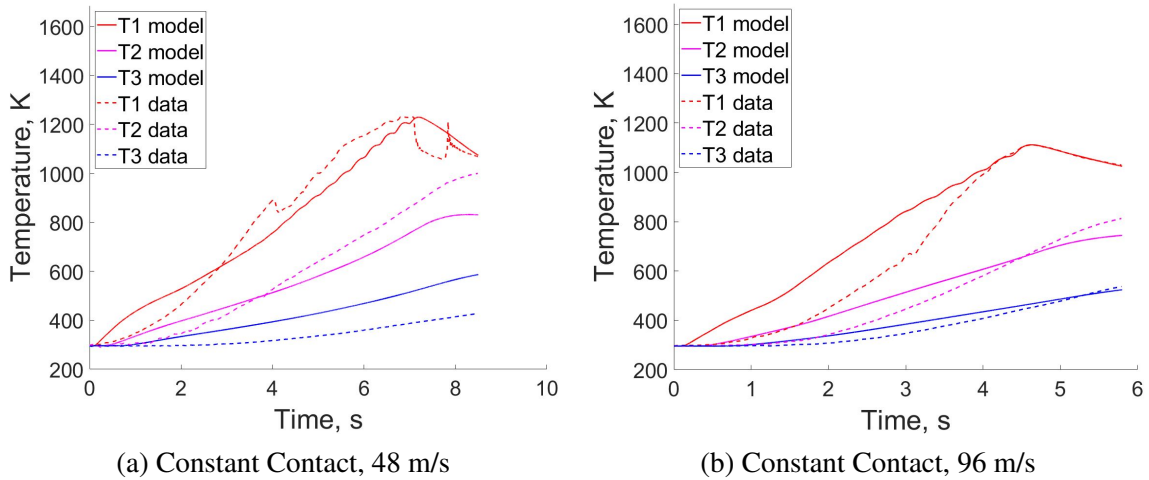 1600
1400
1200
1000
800
600
400
200
0
2
4
6
8
10
Temperature, K
Time, s
T1 model
T2 model
T3 model
T1 data
T2 data
T3 data
(a) Constant Contact, 48 m/s
1600
1400
1200
1000
800
600
400
200
0
1
2
3
4
5
6
Temperature, K
Time, s
T1 model
T2 model
T3 model
T1 data
T2 data
T3 data
(b) Constant Contact, 96 m/s